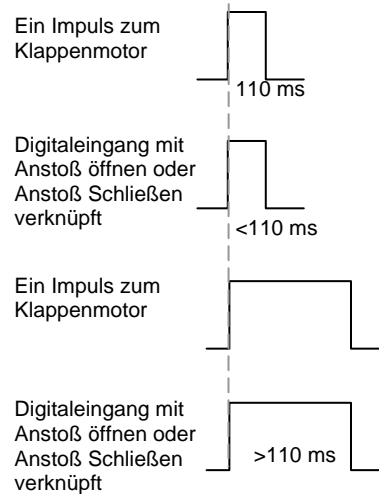 Ein Impuls zum
Klappenmotor
110 ms
Digitaleingang mit
Anstoß öffnen oder
Anstoß Schließen
verknüpft
<110 ms
Ein Impuls zum
Klappenmotor
Digitaleingang mit
Anstoß öffnen oder
Anstoß Schließen
verknüpft
>110 ms